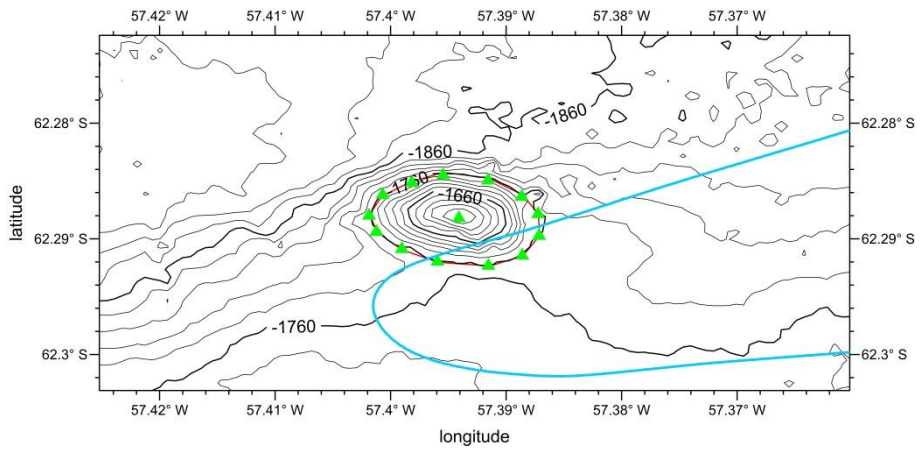 57.42° W 57.41° W 57.4° W 57.39° W 57.38° W 57.37° W
62.28° S -1860 62.28° S
-1860
1760
-1660
latitude
62.29° S 62.29° S
-1760
62.3° S 62.3° S
57.42° W 57.41° W 57.4° W 57.39° W 57.38° W 57.37° W
longitude